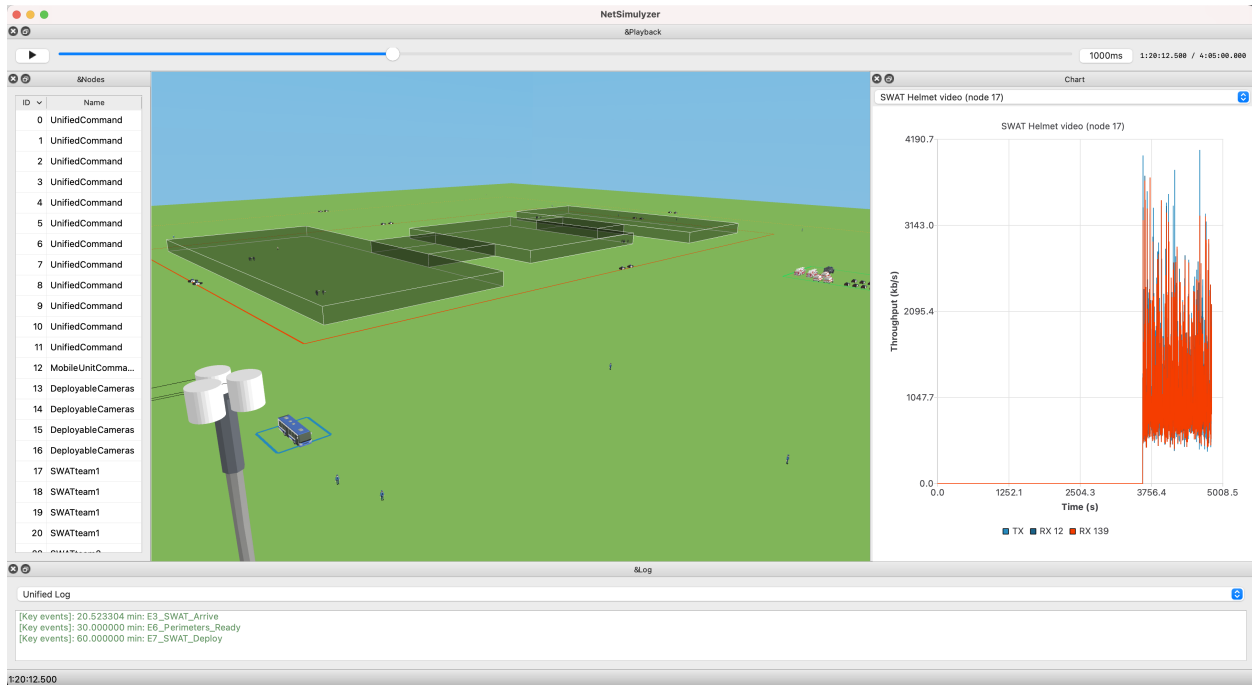 NetSimulyzer
&Playback
1000ms
1:20:12.500 / 4:05:00.000
&Nodes
ID Name
0 UnifiedCommand
1 UnifiedCommand
2 UnifiedCommand
3 UnifiedCommand
4 UnifiedCommand
5 UnifiedCommand
6 UnifiedCommand
7 UnifiedCommand
8 UnifiedCommand
9 UnifiedCommand
10 UnifiedCommand
11 UnifiedCommand
12 MobileUnitComma...
13 DeployableCameras
14 DeployableCameras
15 DeployableCameras
16 DeployableCameras
17 SWATteam1
18 SWATteam1
19 SWATteam1
20 SWATteam1
Chart
SWAT Helmet video (node 17)
SWAT Helmet video (node 17)
Throughput (kb/s)
4190.7
3143.0
2095.4
1047.7
0.0
0.0 1252.1 2504.3 3756.4 5008.5
Time (s)
TX RX 12 RX 139
&Log
Unified Log
[Key events]: 20.523304 min: E3_SWAT_Arrive
[Key events]: 30.000000 min: E6_Perimeters_Ready
[Key events]: 60.000000 min: E7_SWAT_Deploy
1:20:12.500